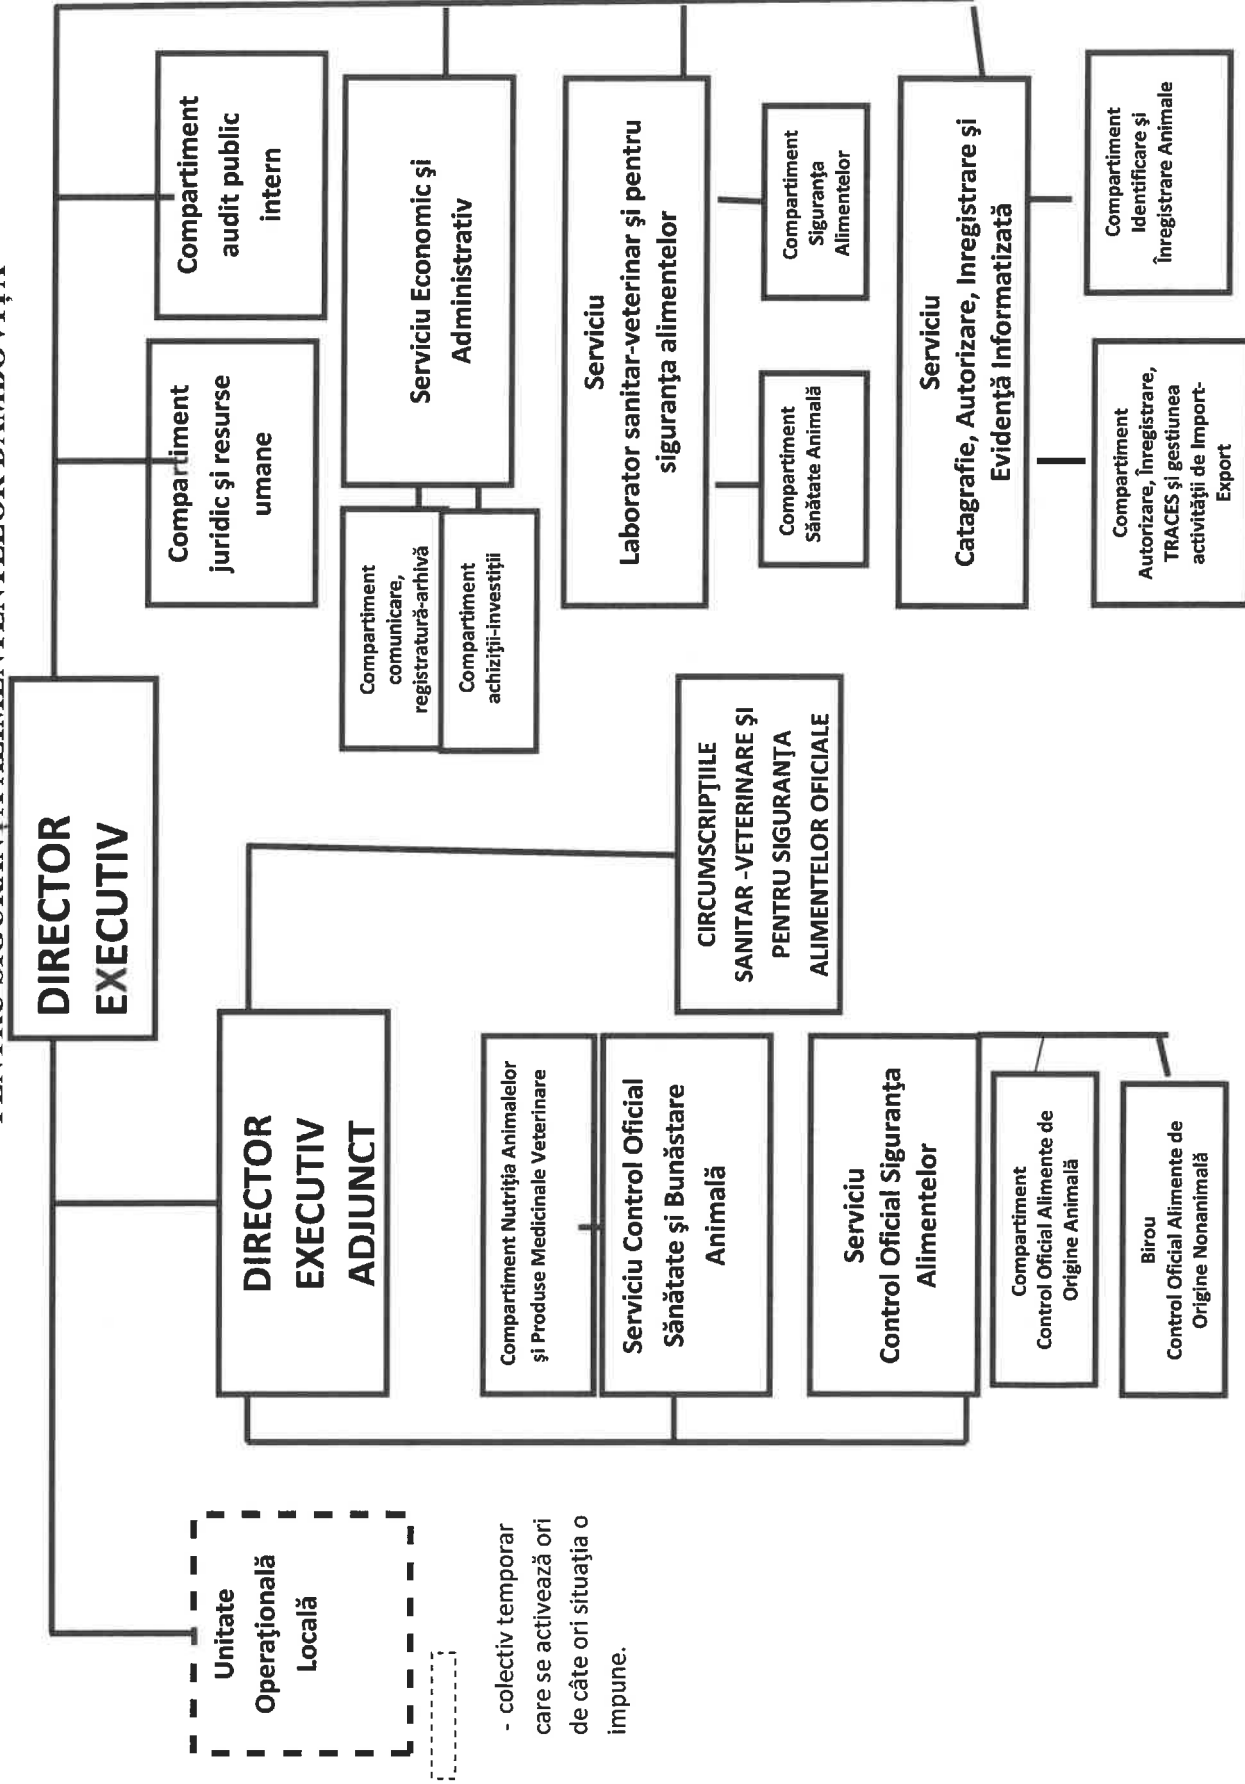 PENTRU SIGURANȚA ALIMENTELOR DÂMBOVIȚA
DIRECTOR
EXECUTIV
Unitate
Operaţională
Locală
- colectiv temporar
care se activează ori
de câte ori situaţia o
impune.
DIRECTOR
EXECUTIV
ADJUNCT
Compartiment Nutriţia Animalelor
şi Produse Medicinale Veterinare
Serviciu Control Oficial
Sănătate şi Bunăstare
Animală
Serviciu
Control Oficial Siguranţa
Alimentelor
Compartiment
Control Oficial Alimente de
Origine Animală
Birou
Control Oficial Alimente de
Origine Nonanimală
CIRCUMSCRIPŢIILE
SANITAR -VETERINARE ŞI
PENTRU SIGURANŢA
ALIMENTELOR OFICIALE
Compartiment
juridic şi resurse
umane
Compartiment
audit public
intern
Serviciu Economic şi
Administrativ
Compartiment
comunicare,
registratură-arhivă
Compartiment
achiziţii-investiţii
Serviciu
Laborator sanitar-veterinar şi pentru
siguranţa alimentelor
Compartiment
Sănătate Animală
Compartiment
Siguranţa
Alimentelor
Serviciu
Catagrafie, Autorizare, Inregistrare şi
Evidenţă Informatizată
Compartiment
Autorizare, Înregistrare,
TRACES şi gestiunea
activităţii de Import-
Export
Compartiment
Identificare şi
Înregistrare Animale